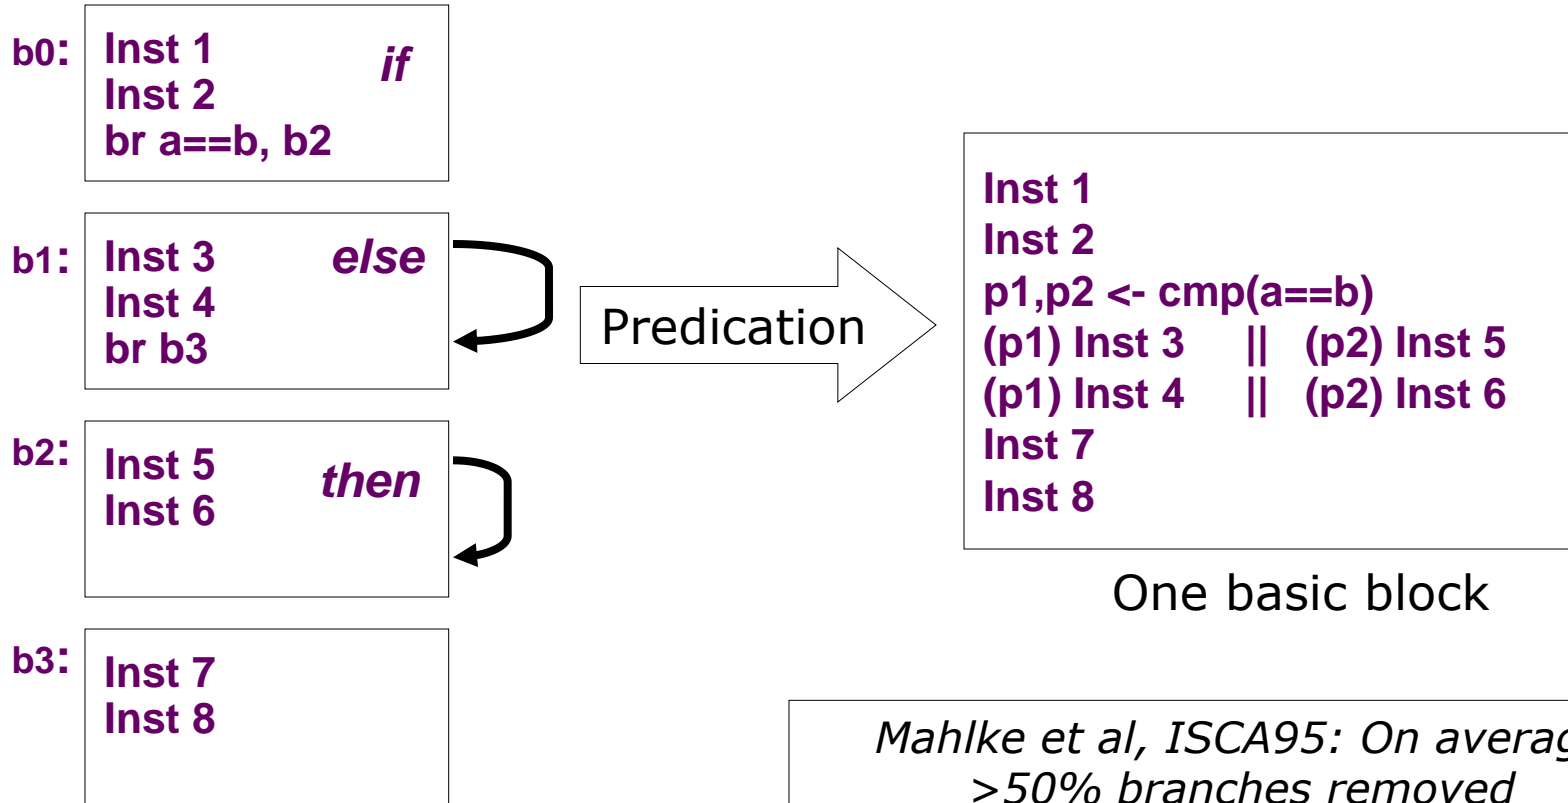 b0:
Inst 1
if
Inst 2
br a==b, b2
b1:
Inst 3
else
Inst 4
br b3
b2:
Inst 5
then
Inst 6
b3:
Inst 7
Inst 8
Predication
Inst 1
Inst 2
p1,p2 <- cmp(a==b)
(p1) Inst 3 || (p2) Inst 5
(p1) Inst 4 || (p2) Inst 6
Inst 7
Inst 8
One basic block
Mahlke et al, ISCA95: On averag
>50% branches removed